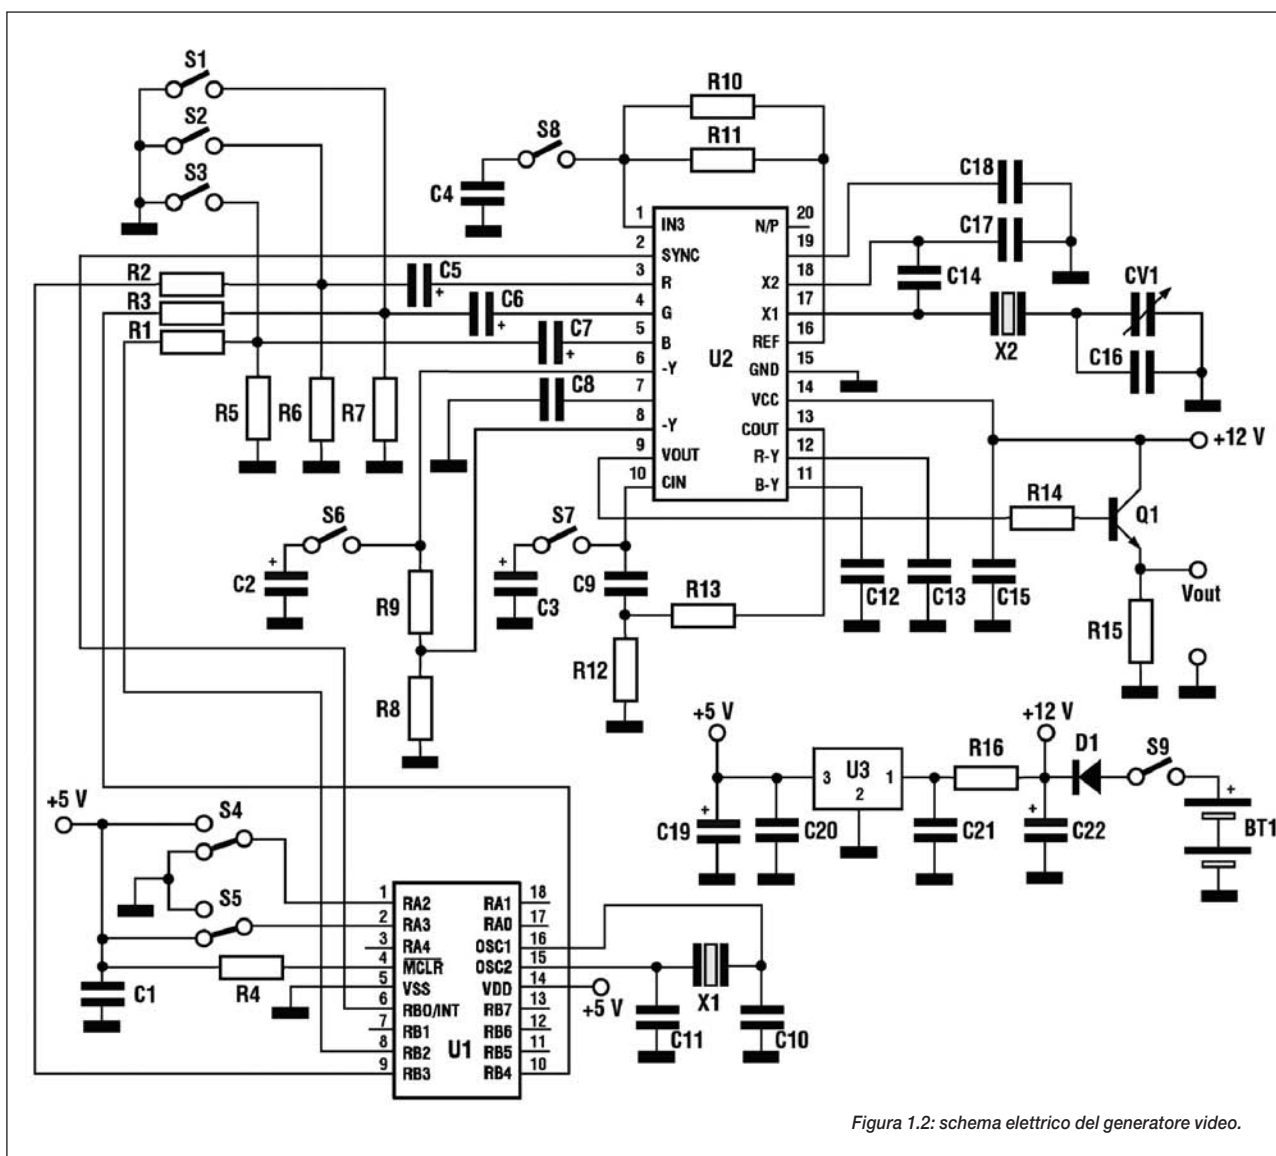 S1
S2
S3
S8
R10
R11
C4
C18
C17
C14
CV1
C16
X2
R2
R3
R1
C5
+
C6
+
C7
+
C8
R5
R6
R7
U2
1 IN3
2 SYNC
3 R
4 G
5 B
6 -Y
7
8 -Y
9 VOUT
10 CIN
20 N/P
19
18 X2
17 X1
16 REF
15 GND
14 VCC
13 COUT
12 R-Y
11 B-Y
+12 V
R14
Q1
Vout
R15
S6
+
C2
R9
R8
S7
+
C3
C9
R13
R12
C12
C13
C15
+5 V
+12 V
D1
S9
R16
U3
3
2
1
+
C19
C20
C21
+
C22
+
BT1
+5 V
S4
S5
C1
R4
U1
1 RA2
2 RA3
3 RA4
4 MCLR
5 VSS
6 RB0/INT
7 RB1
8 RB2
9 RB3
18 RA1
17 RA0
16 OSC1
15 OSC2
14 VDD
13 RB7
12 RB6
11 RB5
10 RB4
+5 V
X1
C11
C10
Figura 1.2: schema elettrico del generatore video.